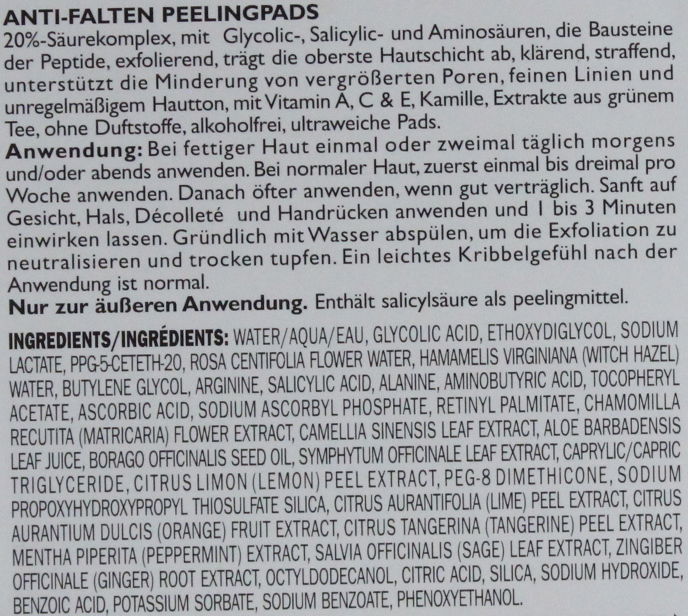 ANTI-FALTEN PEELINGPADS
20%-Säurekomplex, mit Glycolic-, Salicylic- und Aminosäuren, die Bausteine
der Peptide, exfolierend, trägt die oberste Hautschicht ab, klärend, straffend,
unterstützt die Minderung von vergrößerten Poren, feinen Linien und
unregelmäßigem Hautton, mit Vitamin A, C & E, Kamille, Extrakte aus grünem
Tee, ohne Duftstoffe, alkoholfrei, ultraweiche Pads.
Anwendung: Bei fettiger Haut einmal oder zweimal täglich morgens
und/oder abends anwenden. Bei normaler Haut, zuerst einmal bis dreimal pro
Woche anwenden. Danach öfter anwenden, wenn gut verträglich. Sanft auf
Gesicht, Hals, Décolleté und Handrücken anwenden und 1 bis 3 Minuten
einwirken lassen. Gründlich mit Wasser abspülen, um die Exfoliation zu
neutralisieren und trocken tupfen. Ein leichtes Kribbelgefühl nach der
Anwendung ist normal.
Nur zur äußeren Anwendung. Enthält salicylsäure als peelingmittel.
INGREDIENTS/INGRÉDIENTS: WATER/AQUA/EAU, GLYCOLIC ACID, ETHOXYDIGLYCOL, SODIUM
LACTATE, PPG-5-CETETH-20, ROSA CENTIFOLIA FLOWER WATER, HAMAMELIS VIRGINIANA (WITCH HAZEL)
WATER, BUTYLENE GLYCOL, ARGININE, SALICYLIC ACID, ALANINE, AMINOBUTYRIC ACID, TOCOPHERYL
ACETATE, ASCORBIC ACID, SODIUM ASCORBYL PHOSPHATE, RETINYL PALMITATE, CHAMOMILLA
RECUTITA (MATRICARIA) FLOWER EXTRACT, CAMELLIA SINENSIS LEAF EXTRACT, ALOE BARBADENSIS
LEAF JUICE, BORAGO OFFICINALIS SEED OIL, SYMPHYTUM OFFICINALE LEAF EXTRACT, CAPRYLIC/CAPRIC
TRIGLYCERIDE, CITRUS LIMON (LEMON) PEEL EXTRACT, PEG-8 DIMETHICONE, SODIUM
PROPOXYHYDROXYPROPYL THIOSULFATE SILICA, CITRUS AURANTIFOLIA (LIME) PEEL EXTRACT, CITRUS
AURANTIUM DULCIS (ORANGE) FRUIT EXTRACT, CITRUS TANGERINA (TANGERINE) PEEL EXTRACT,
MENTHA PIPERITA (PEPPERMINT) EXTRACT, SALVIA OFFICINALIS (SAGE) LEAF EXTRACT, ZINGIBER
OFFICINALE (GINGER) ROOT EXTRACT, OCTYLDODECANOL, CITRIC ACID, SILICA, SODIUM HYDROXIDE,
BENZOIC ACID, POTASSIUM SORBATE, SODIUM BENZOATE, PHENOXYETHANOL.